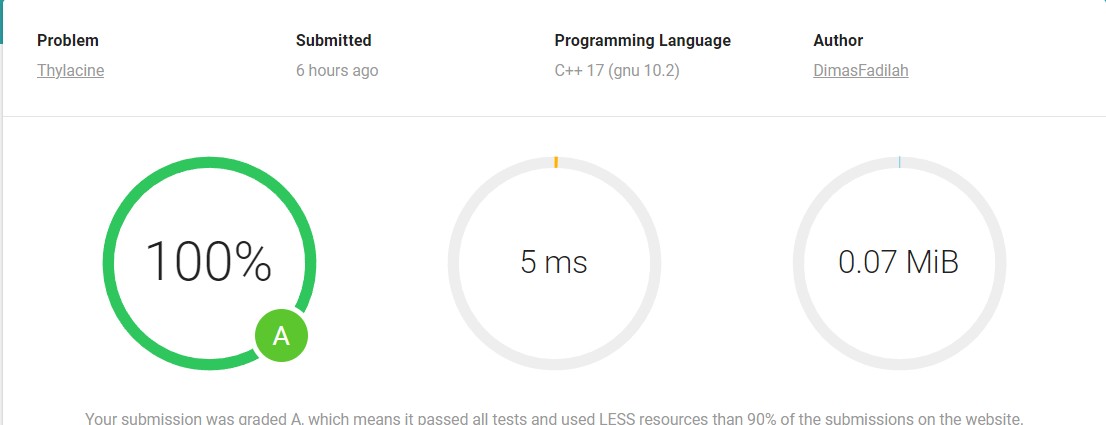 Problem Submitted Programming Language Author
Thylacine 6 hours ago C++ 17 (gnu 10.2) DimasFadilah
100% 5 ms 0.07 MiB
A
Your submission was graded A, which means it passed all tests and used LESS resources than 90% of the submissions on the website.